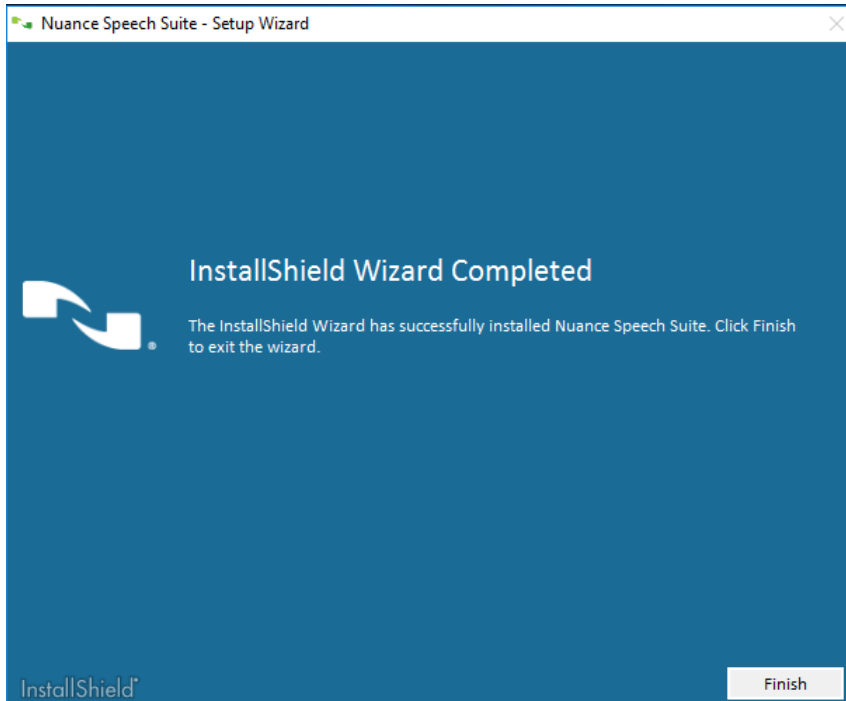 Nuance Speech Suite - Setup Wizard
InstallShield Wizard Completed
The InstallShield Wizard has successfully installed Nuance Speech Suite. Click Finish
to exit the wizard.
®
InstallShield®
Finish